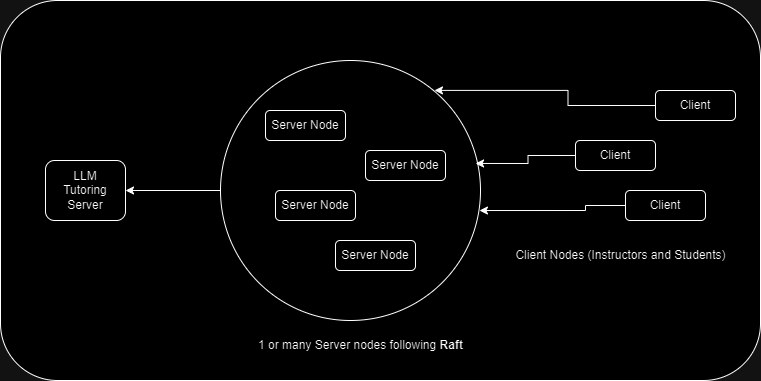 Client
Server Node
Client
Server Node
LLM
Tutoring
Server
Server Node
Client
Server Node
Client Nodes (Instructors and Students)
1 or many Server nodes following Raft